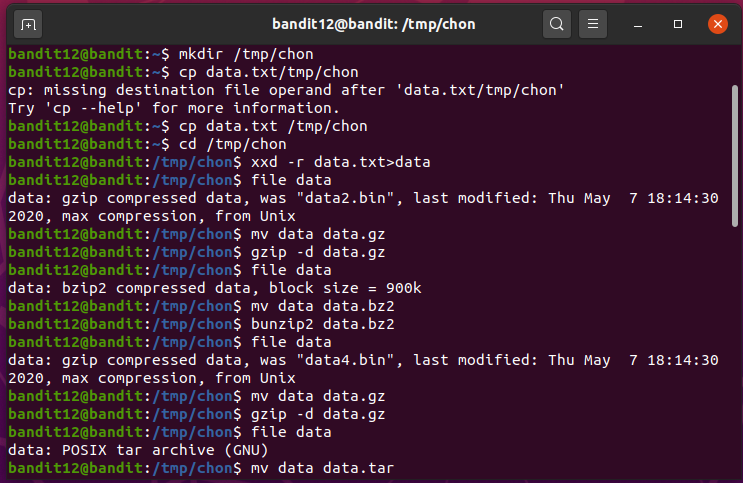 bandit12@bandit: /tmp/chon
bandit12@bandit:~$ mkdir /tmp/chon
bandit12@bandit:~$ cp data.txt/tmp/chon
cp: missing destination file operand after 'data.txt/tmp/chon'
Try 'cp --help' for more information.
bandit12@bandit:~$ cp data.txt /tmp/chon
bandit12@bandit:~$ cd /tmp/chon
bandit12@bandit:/tmp/chon$ xxd -r data.txt>data
bandit12@bandit:/tmp/chon$ file data
data: gzip compressed data, was "data2.bin", last modified: Thu May  7 18:14:30
2020, max compression, from Unix
bandit12@bandit:/tmp/chon$ mv data data.gz
bandit12@bandit:/tmp/chon$ gzip -d data.gz
bandit12@bandit:/tmp/chon$ file data
data: bzip2 compressed data, block size = 900k
bandit12@bandit:/tmp/chon$ mv data data.bz2
bandit12@bandit:/tmp/chon$ bunzip2 data.bz2
bandit12@bandit:/tmp/chon$ file data
data: gzip compressed data, was "data4.bin", last modified: Thu May  7 18:14:30
2020, max compression, from Unix
bandit12@bandit:/tmp/chon$ mv data data.gz
bandit12@bandit:/tmp/chon$ gzip -d data.gz
bandit12@bandit:/tmp/chon$ file data
data: POSIX tar archive (GNU)
bandit12@bandit:/tmp/chon$ mv data data.tar